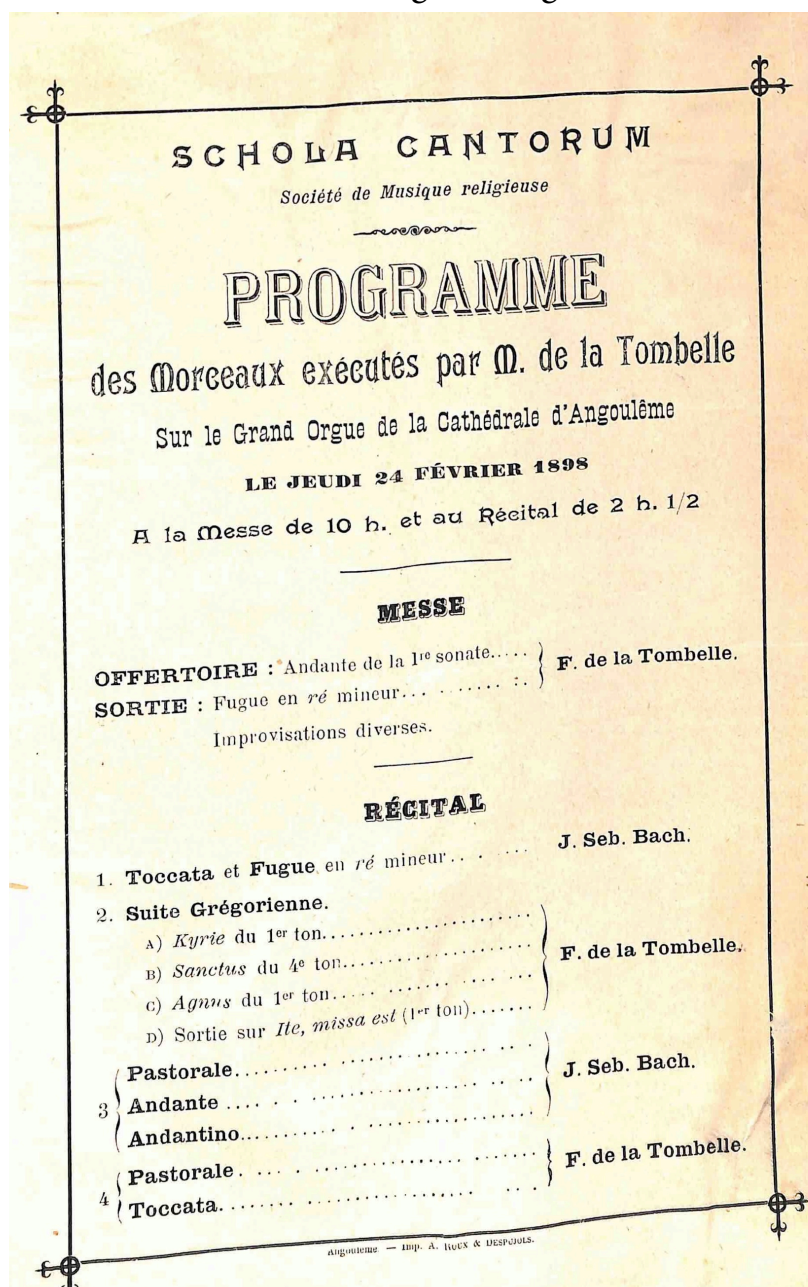 SCHOLA CANTORUM
Société de Musique religieuse
PROGRAMME
des Morceaux exécutés par M. de la Tombelle
Sur le Grand Orgue de la Cathédrale d'Angoulême
LE JEUDI 24 FÉVRIER 1898
A la Messe de 10 h. et au Récital de 2 h. 1/2
MESSE
OFFERTOIRE : Andante de la 1re sonate..... F. de la Tombelle.
SORTIE : Fugue en ré mineur...
Improvisations diverses.
RÉCITAL
1. Toccata et Fugue en ré mineur... J. Seb. Bach.
2. Suite Grégorienne.
A) Kyrie du 1er ton...
B) Sanctus du 4e ton... F. de la Tombelle.
C) Agnus du 1er ton...
D) Sortie sur Ite, missa est (1er ton)...
3 Pastorale... J. Seb. Bach.
Andante...
Andantino...
4 Pastorale... F. de la Tombelle.
Toccata...
Angoulême — Imp. A. ROUX & DESPUJOLS.